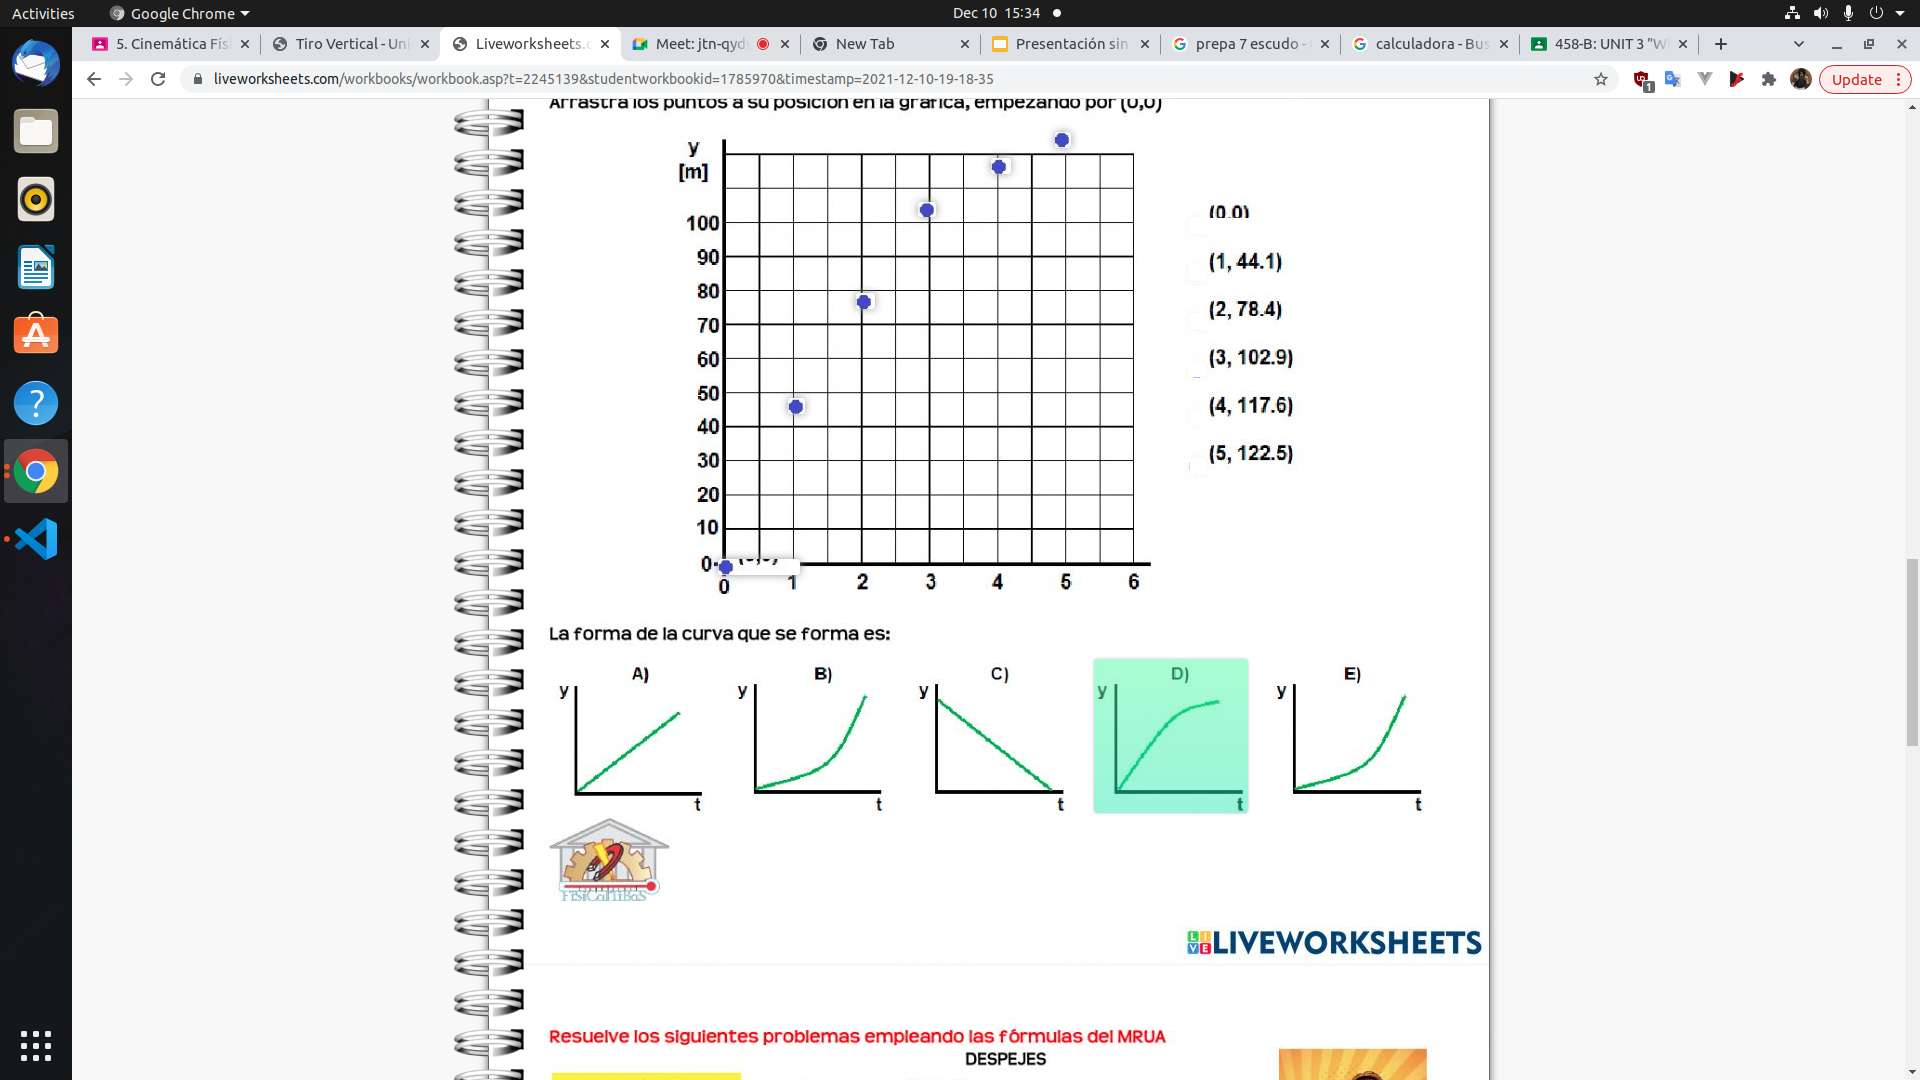 Activities
Google Chrome
Dec 10 15:34
5. Cinemática Físi
Tiro Vertical - Uni
Liveworksheets.c
Meet: jtn-qydv
New Tab
Presentación sin
prepa 7 escudo -
calculadora - Bus
458-B: UNIT 3 "W
liveworksheets.com/workbooks/workbook.asp?t=2245139&studentworkbookid=1785970&timestamp=2021-12-10-19-18-35
1
Update
Arrastra los puntos a su posición en la gráfica, empezando por (0,0)
y
[m]
100
90
80
70
60
50
40
30
20
10
0
0 1 2 3 4 5 6
(0,0)
(1, 44.1)
(2, 78.4)
(3, 102.9)
(4, 117.6)
(5, 122.5)
La forma de la curva que se forma es:
A) B) C) D) E)
y y y y y
t t t t t
FiSiCaTiBaS
LIVE LIVEWORKSHEETS
Resuelve los siguientes problemas empleando las fórmulas del MRUA
DESPEJES